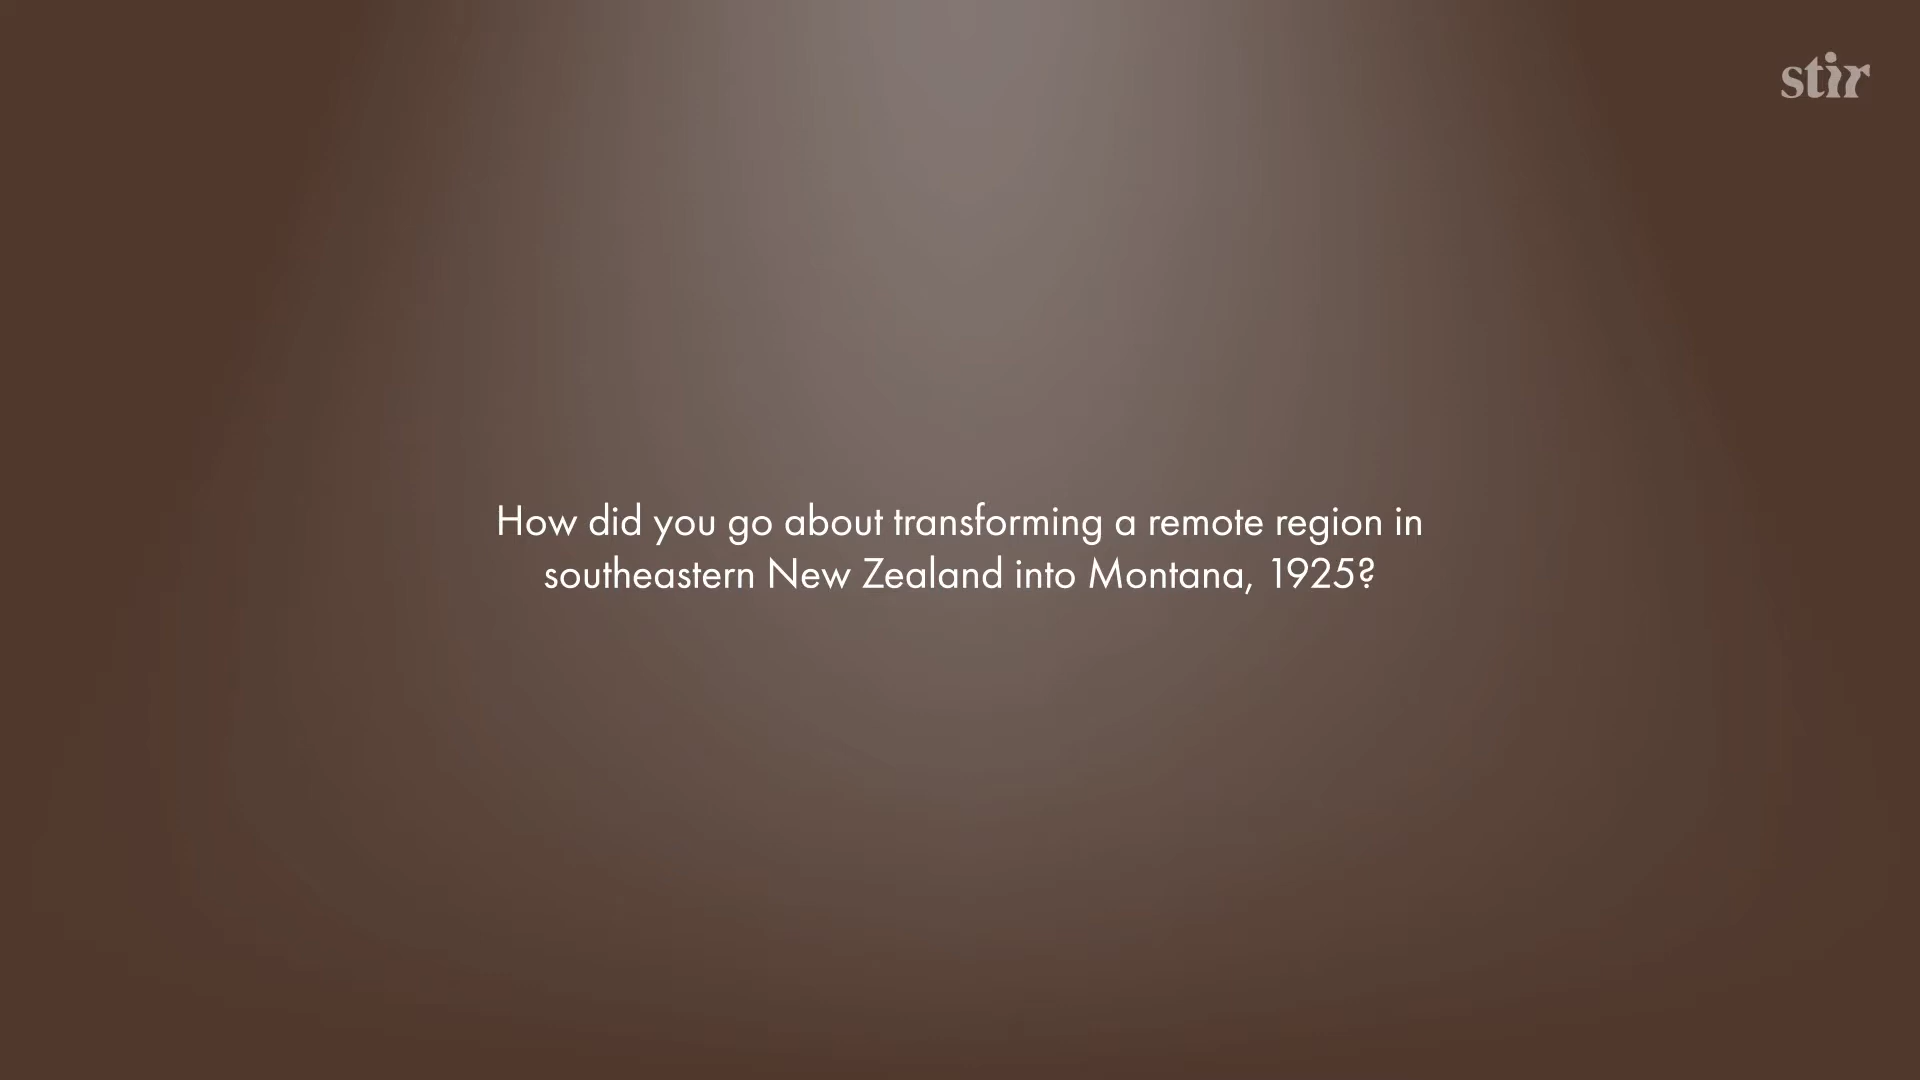 stir
How did you go about transforming a remote region in
southeastern New Zealand into Montana, 1925?